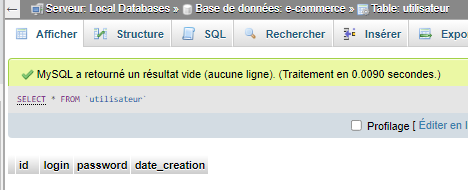 Serveur: Local Databases » Base de données: e-commerce » Table: utilisateur
Afficher Structure SQL Rechercher Insérer
MySQL a retourné un résultat vide (aucune ligne). (Traitement en 0.0090 secondes.)
SELECT * FROM `utilisateur`
Profilage [ Éditer en
id login password date_creation